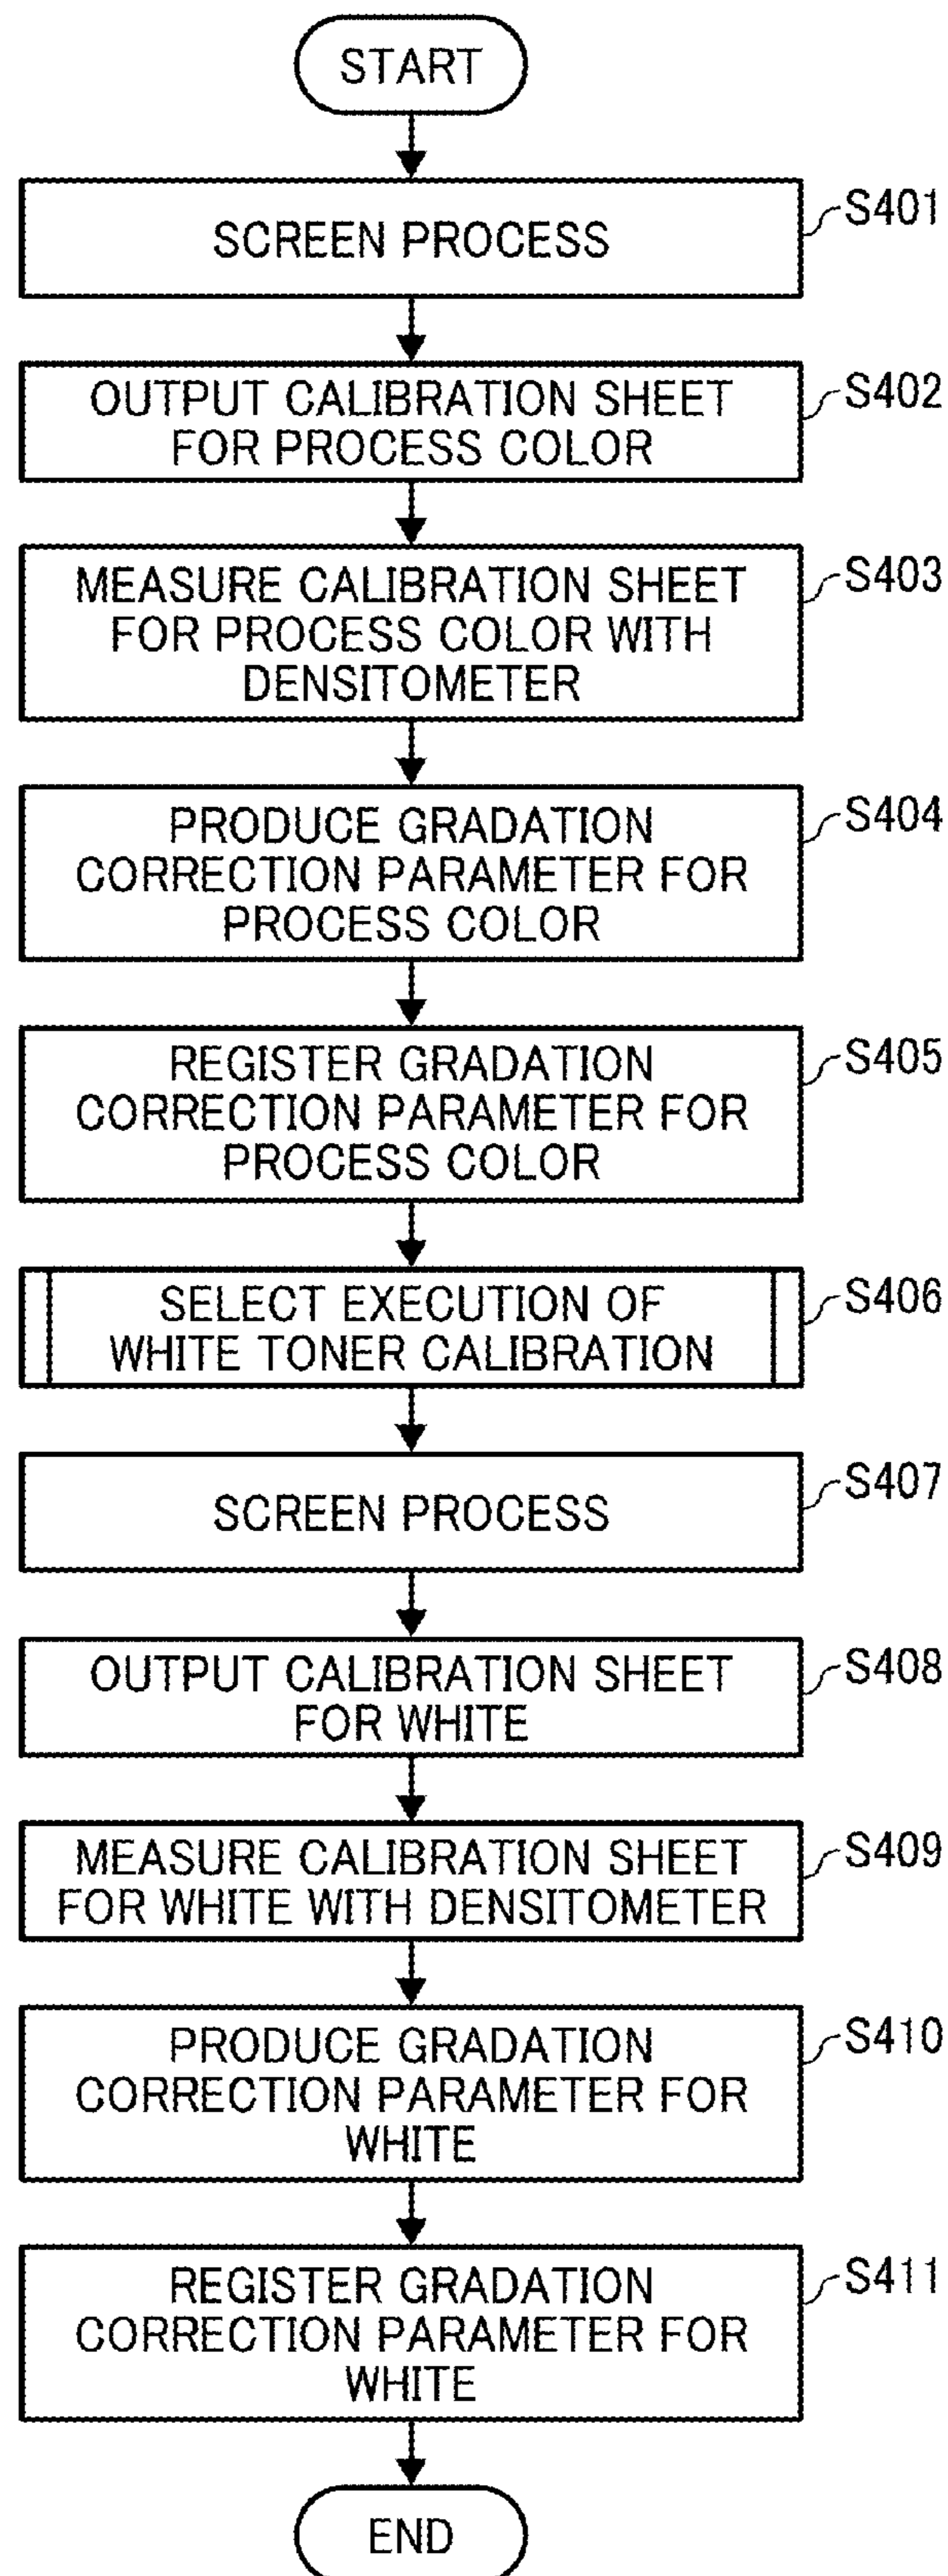 START
SCREEN PROCESS
S401
OUTPUT CALIBRATION SHEET
FOR PROCESS COLOR
S402
MEASURE CALIBRATION SHEET
FOR PROCESS COLOR WITH
DENSITOMETER
S403
PRODUCE GRADATION
CORRECTION PARAMETER FOR
PROCESS COLOR
S404
REGISTER GRADATION
CORRECTION PARAMETER FOR
PROCESS COLOR
S405
SELECT EXECUTION OF
WHITE TONER CALIBRATION
S406
SCREEN PROCESS
S407
OUTPUT CALIBRATION SHEET
FOR WHITE
S408
MEASURE CALIBRATION SHEET
FOR WHITE WITH DENSITOMETER
S409
PRODUCE GRADATION
CORRECTION PARAMETER FOR
WHITE
S410
REGISTER GRADATION
CORRECTION PARAMETER FOR
WHITE
S411
END